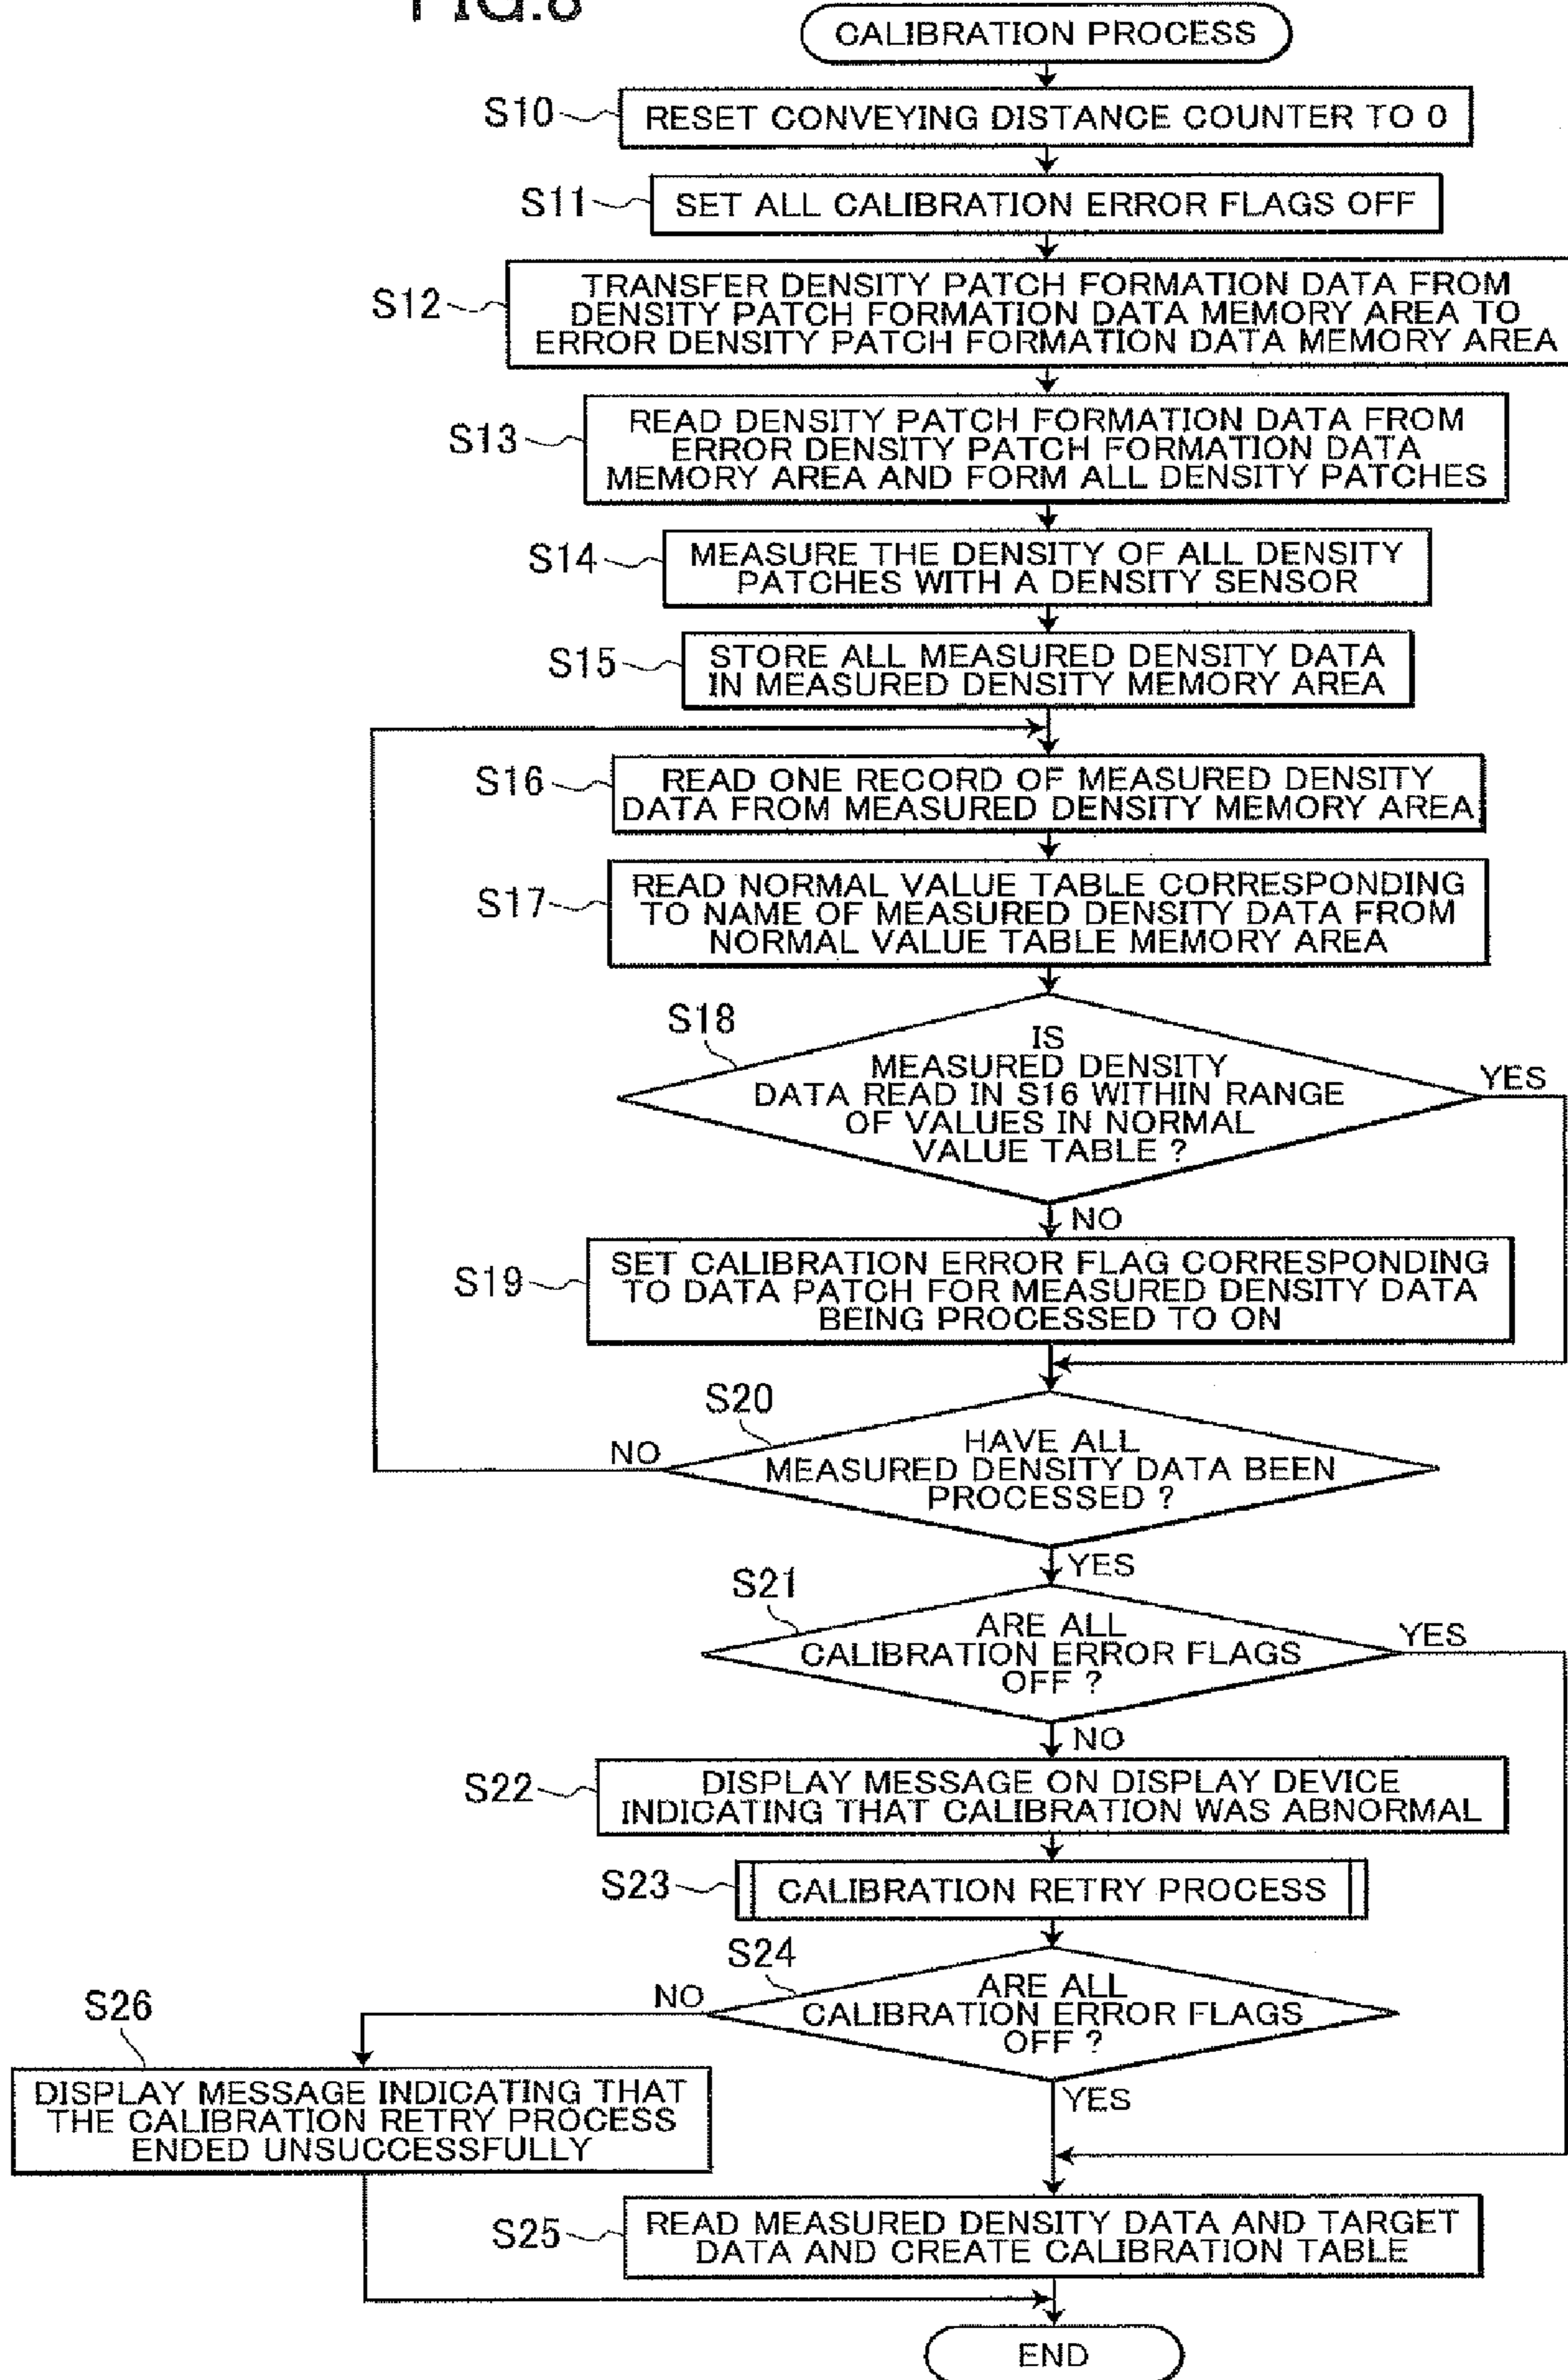 FIG.8
CALIBRATION PROCESS
S10
RESET CONVEYING DISTANCE COUNTER TO 0
S11
SET ALL CALIBRATION ERROR FLAGS OFF
S12
TRANSFER DENSITY PATCH FORMATION DATA FROM
DENSITY PATCH FORMATION DATA MEMORY AREA TO
ERROR DENSITY PATCH FORMATION DATA MEMORY AREA
S13
READ DENSITY PATCH FORMATION DATA FROM
ERROR DENSITY PATCH FORMATION DATA
MEMORY AREA AND FORM ALL DENSITY PATCHES
S14
MEASURE THE DENSITY OF ALL DENSITY
PATCHES WITH A DENSITY SENSOR
S15
STORE ALL MEASURED DENSITY DATA
IN MEASURED DENSITY MEMORY AREA
S16
READ ONE RECORD OF MEASURED DENSITY
DATA FROM MEASURED DENSITY MEMORY AREA
S17
READ NORMAL VALUE TABLE CORRESPONDING
TO NAME OF MEASURED DENSITY DATA FROM
NORMAL VALUE TABLE MEMORY AREA
S18
IS
MEASURED DENSITY
DATA READ IN S16 WITHIN RANGE
OF VALUES IN NORMAL
VALUE TABLE ?
YES
NO
S19
SET CALIBRATION ERROR FLAG CORRESPONDING
TO DATA PATCH FOR MEASURED DENSITY DATA
BEING PROCESSED TO ON
S20
HAVE ALL
MEASURED DENSITY DATA BEEN
PROCESSED ?
NO
YES
S21
ARE ALL
CALIBRATION ERROR FLAGS
OFF ?
YES
NO
S22
DISPLAY MESSAGE ON DISPLAY DEVICE
INDICATING THAT CALIBRATION WAS ABNORMAL
S23
CALIBRATION RETRY PROCESS
S24
ARE ALL
CALIBRATION ERROR FLAGS
OFF ?
NO
YES
S26
DISPLAY MESSAGE INDICATING THAT
THE CALIBRATION RETRY PROCESS
ENDED UNSUCCESSFULLY
S25
READ MEASURED DENSITY DATA AND TARGET
DATA AND CREATE CALIBRATION TABLE
END